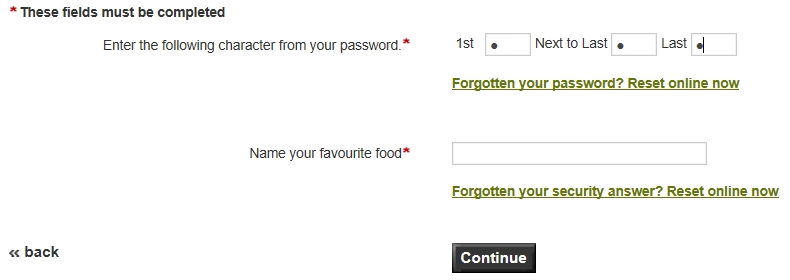 * These fields must be completed
Enter the following character from your password.* 1st ● Next to Last ● Last ●
Forgotten your password? Reset online now
Name your favourite food*
Forgotten your security answer? Reset online now
« back Continue